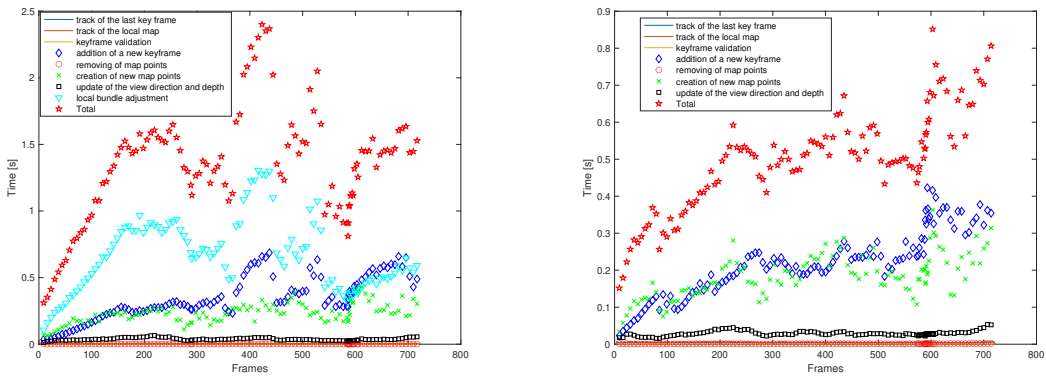 2.5
2
1.5
1
0.5
0
Time [s]
track of the last key frame
track of the local map
keyframe validation
addition of a new keyframe
removing of map points
creation of new map points
update of the view direction and depth
local bundle adjustment
Total
0 100 200 300 400 500 600 700 800
Frames
0.9
0.8
0.7
0.6
0.5
0.4
0.3
0.2
0.1
0
Time [s]
track of the last key frame
track of the local map
keyframe validation
addition of a new keyframe
removing of map points
creation of new map points
update of the view direction and depth
Total
0 100 200 300 400 500 600 700 800
Frames